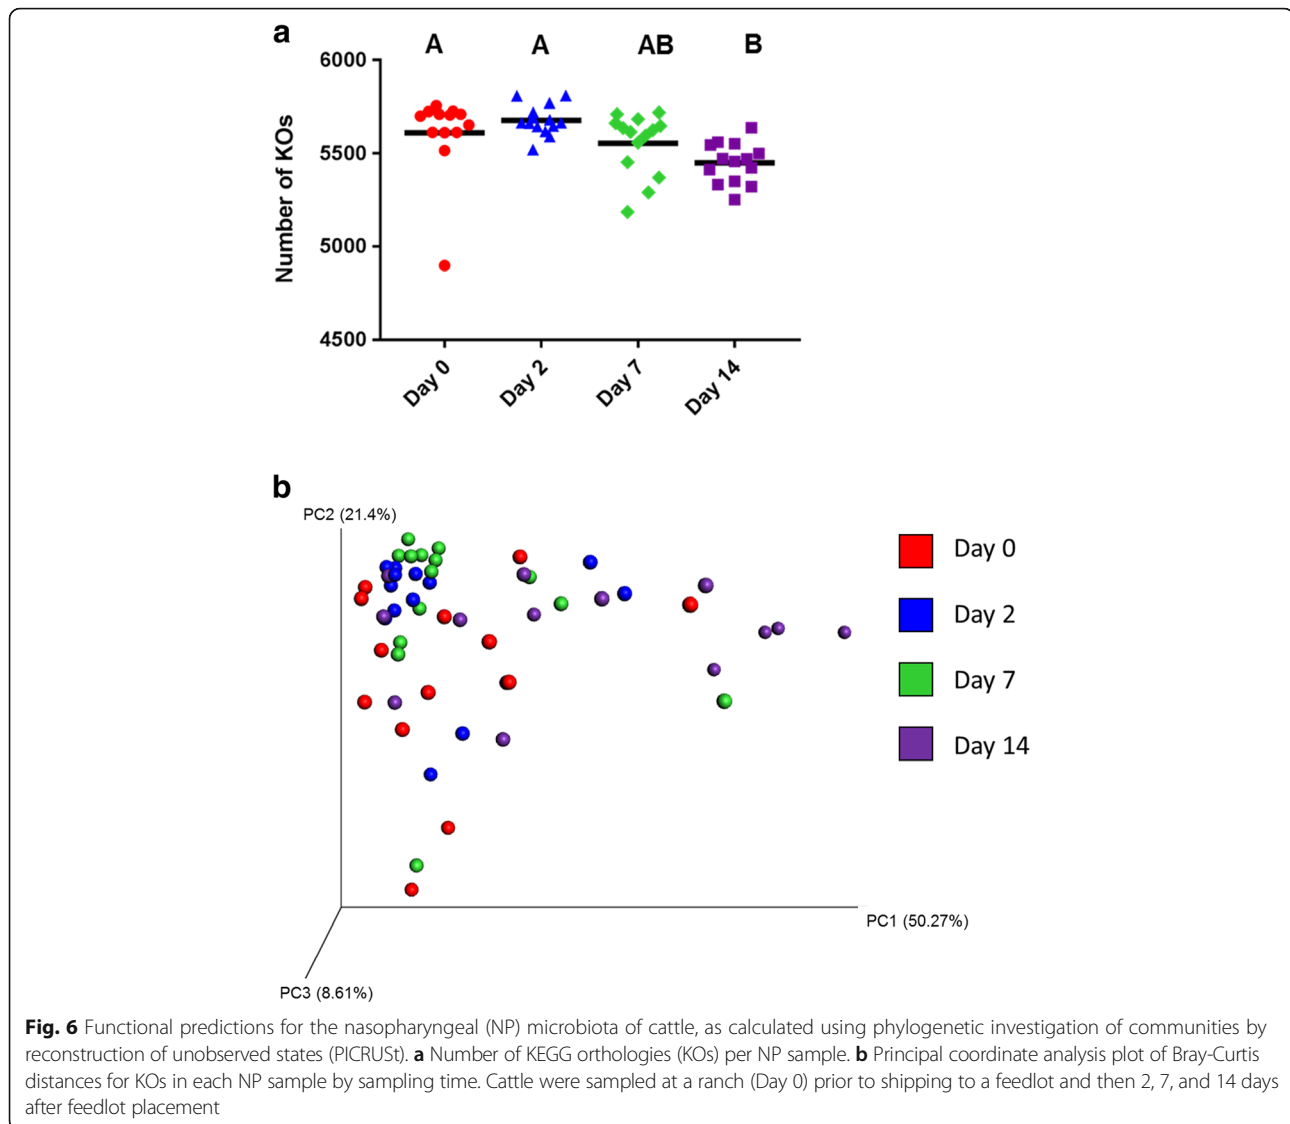 a
A A AB B
6000
5500
5000
4500
Number of KOs
Day 0 Day 2 Day 7 Day 14
b
PC2 (21.4%)
Day 0
Day 2
Day 7
Day 14
PC1 (50.27%)
PC3 (8.61%)
Fig. 6 Functional predictions for the nasopharyngeal (NP) microbiota of cattle, as calculated using phylogenetic investigation of communities by
reconstruction of unobserved states (PICRUSt). a Number of KEGG orthologies (KOs) per NP sample. b Principal coordinate analysis plot of Bray-Curtis
distances for KOs in each NP sample by sampling time. Cattle were sampled at a ranch (Day 0) prior to shipping to a feedlot and then 2, 7, and 14 days
after feedlot placement